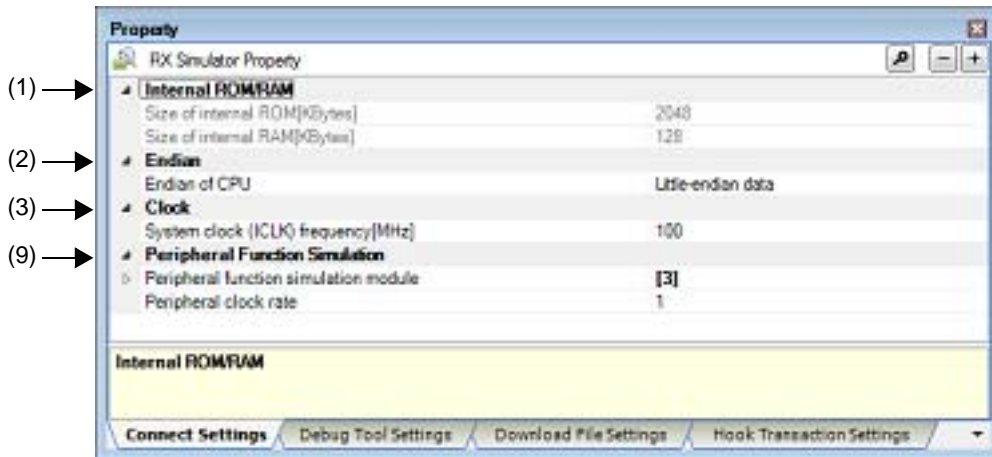 Property
RX Simulator Property
(1) Internal ROM/RAM
Size of internal ROM[KBytes] 2048
Size of internal RAM[KBytes] 128
(2) Endian
Endian of CPU Little-endian data
(3) Clock
System clock (ICLK) frequency[MHz] 100
(9) Peripheral Function Simulation
Peripheral function simulation module [3]
Peripheral clock rate 1
Internal ROM/RAM
Connect Settings Debug Tool Settings Download File Settings Hook Transaction Settings